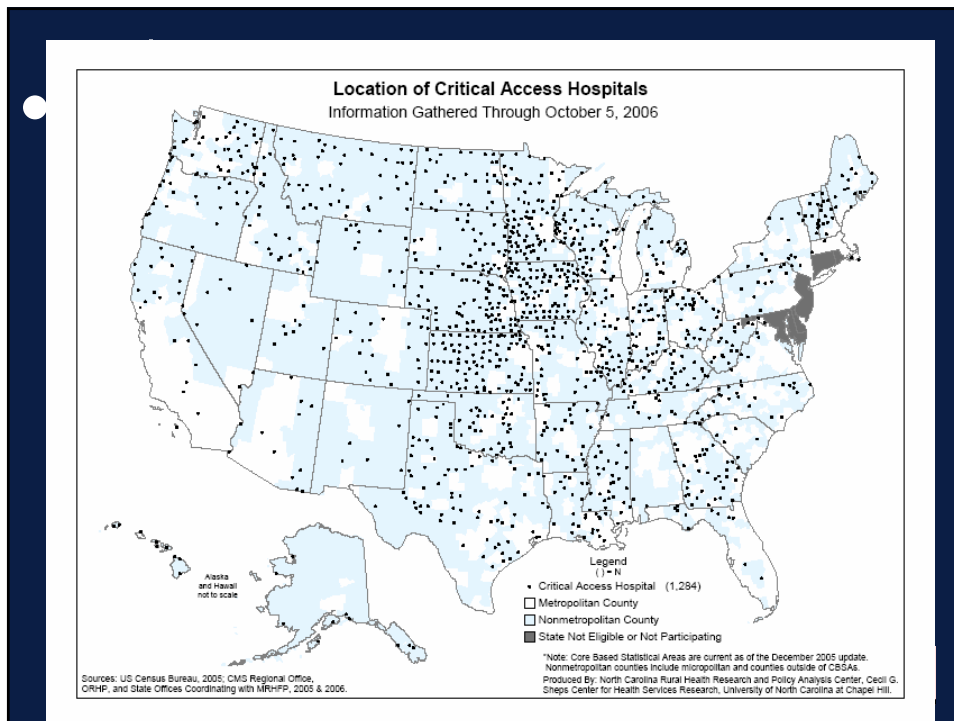 Location of Critical Access Hospitals
Information Gathered Through October 5, 2006
Alaska
and Hawaii
not to scale
Legend
( ) = N
Critical Access Hospital (1,284)
Metropolitan County
Nonmetropolitan County
State Not Eligible or Not Participating
*Note: Core Based Statistical Areas are current as of the December 2005 update.
Nonmetropolitan counties include micropolitan and counties outside of CBSAs.
Produced By: North Carolina Rural Health Research and Policy Analysis Center, Cecil G.
Sheps Center for Health Services Research, University of North Carolina at Chapel Hill.
Sources: US Census Bureau, 2005; CMS Regional Office,
ORHP, and State Offices Coordinating with MRHFP, 2005 & 2006.